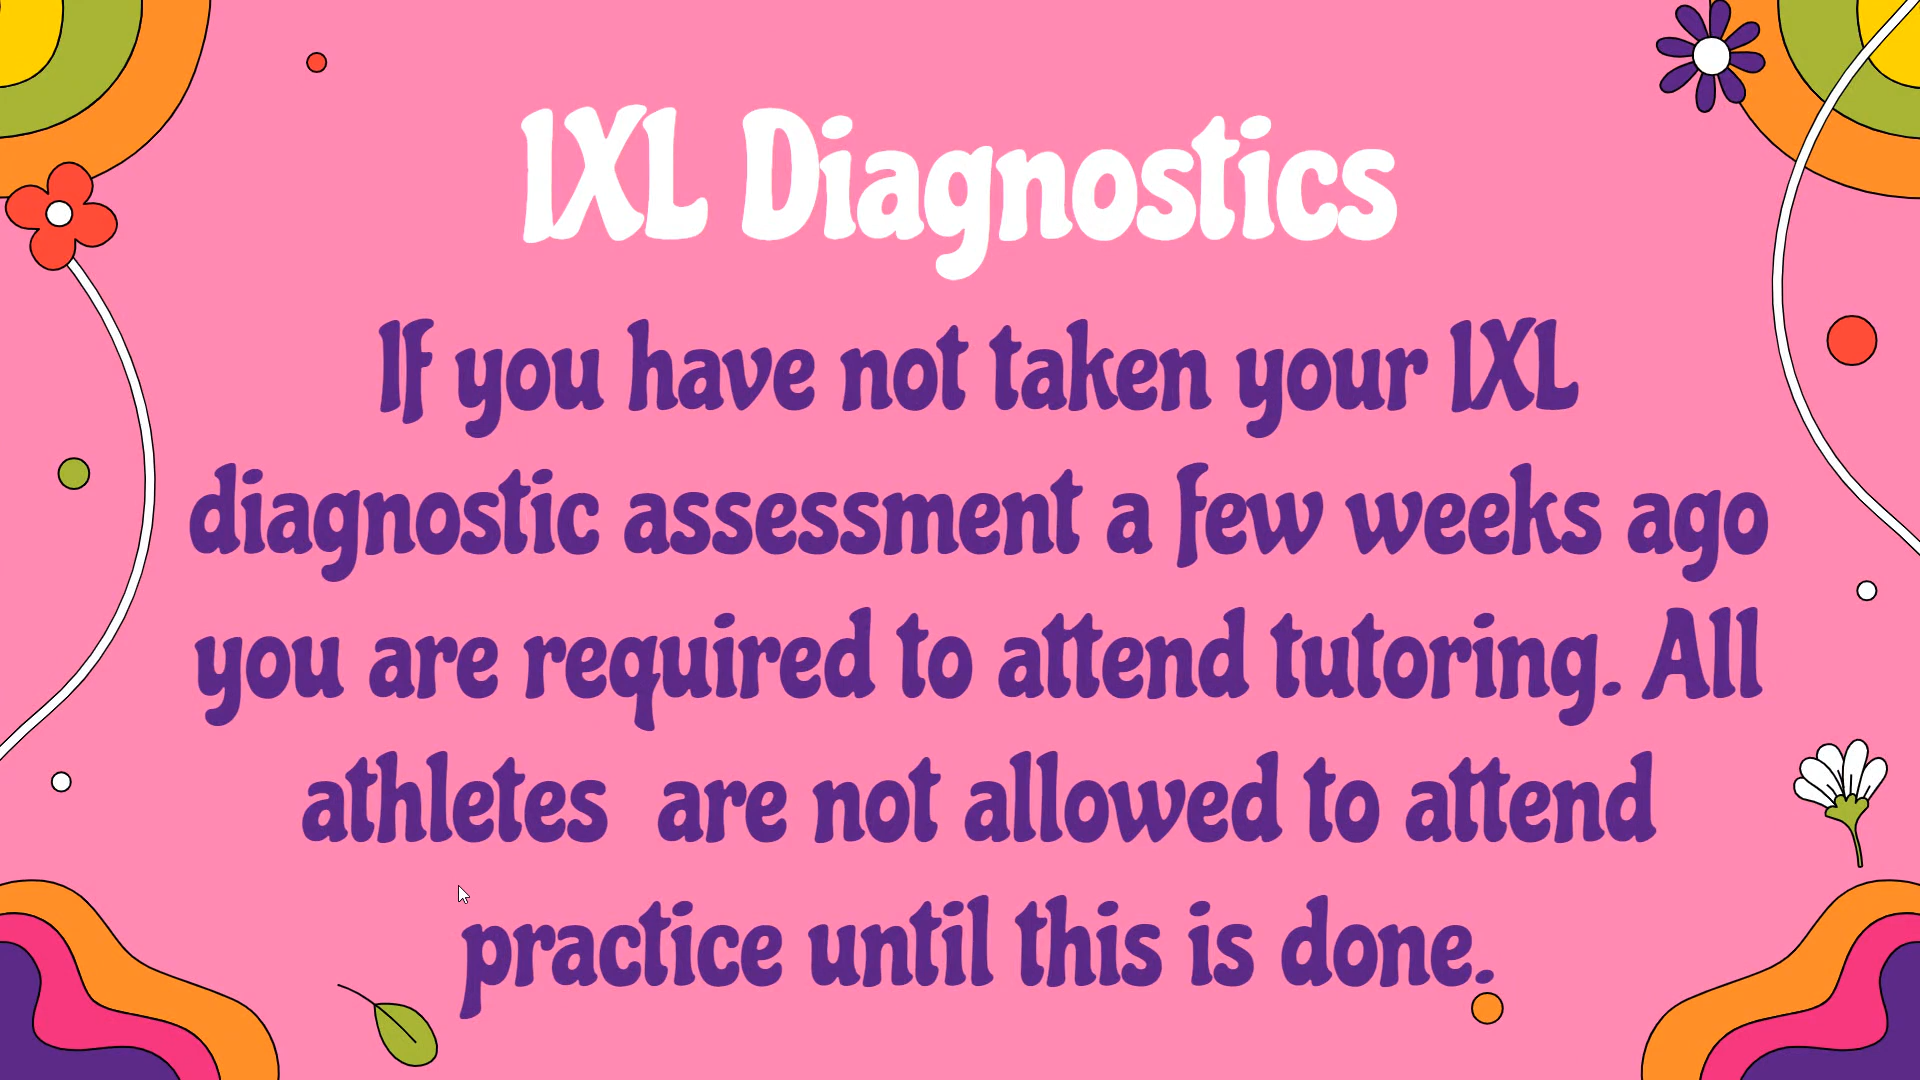 IXL Diagnostics
If you have not taken your IXL
diagnostic assessment a few weeks ago
you are required to attend tutoring. All
athletes  are not allowed to attend
practice until this is done.